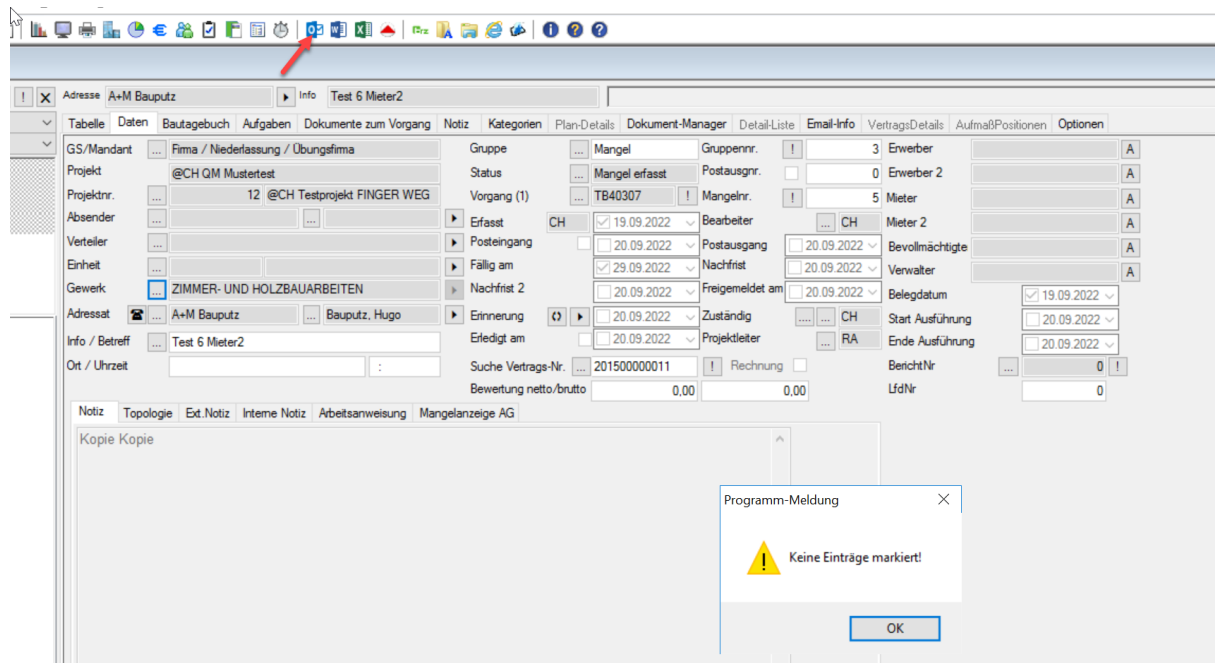 Adresse A+M Bauputz Info Test 6 Mieter2
Tabelle Daten Bautagebuch Aufgaben Dokumente zum Vorgang Notiz Kategorien Plan-Details Dokument-Manager Detail-Liste Email-Info VertragsDetails AufmaßPositionen Optionen
GS/Mandant ... Firma / Niederlassung / Übungsfirma Gruppe ... Mangel Gruppennr. ! 3 Erwerber A
Projekt @CH QM Mustertest Status ... Mangel erfasst Postausgnr. 0 Erwerber 2 A
Projektnr. ... 12 @CH Testprojekt FINGER WEG Vorgang (1) ... TB40307 ! Mangelnr. ! 5 Mieter A
Absender ... ... Erfasst CH 19.09.2022 Bearbeiter ... CH Mieter 2 A
Verteiler ... Posteingang 20.09.2022 Postausgang 20.09.2022 Bevollmächtigte A
Einheit ... Fällig am 29.09.2022 Nachfrist 20.09.2022 Verwalter A
Gewerk ... ZIMMER- UND HOLZBAUARBEITEN Nachfrist 2 20.09.2022 Freigemeldet am 20.09.2022 Belegdatum 19.09.2022
Adressat ... A+M Bauputz ... Bauputz, Hugo Erinnerung 20.09.2022 Zuständig .... ... CH Start Ausführung 20.09.2022
Info / Betreff ... Test 6 Mieter2 Erledigt am 20.09.2022 Projektleiter ... RA Ende Ausführung 20.09.2022
Ort / Uhrzeit : Suche Vertrags-Nr. ... 201500000011 ! Rechnung BerichtNr ... 0 !
Bewertung netto/brutto 0,00 0,00 LfdNr 0
Notiz Topologie Ext.Notiz Interne Notiz Arbeitsanweisung Mangelanzeige AG
Kopie Kopie
Programm-Meldung
Keine Einträge markiert!
OK